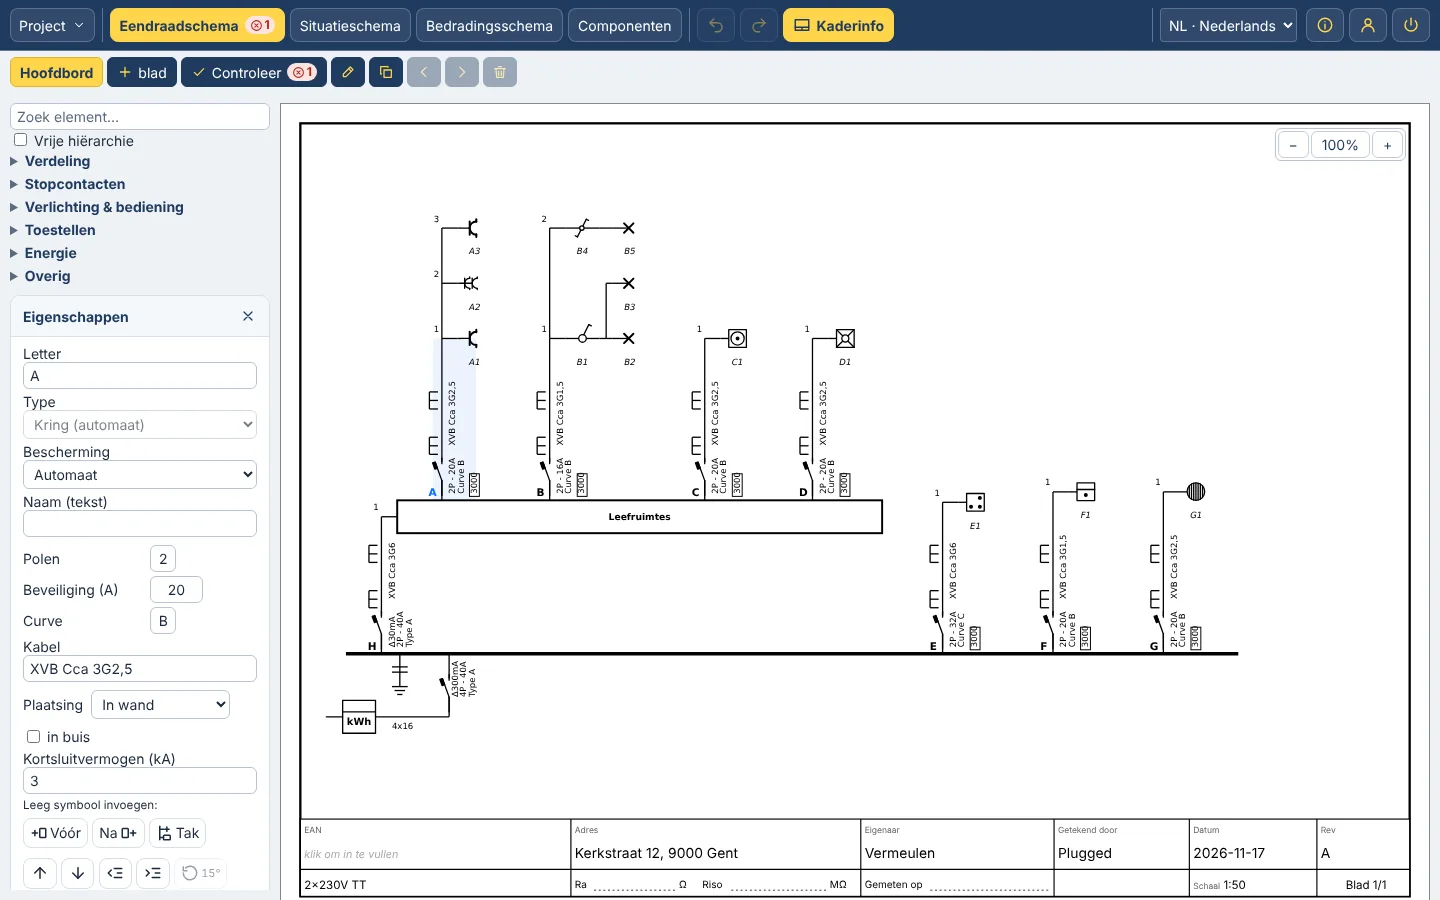 Project Eendraadschema 1 Situatieschema Bedradingsschema Componenten Kaderinfo NL · Nederlands
Hoofdbord + blad Controleer 1
Zoek element...
Vrije hiërarchie
Verdeling
Stopcontacten
Verlichting & bediening
Toestellen
Energie
Overig
Eigenschappen
Letter
A
Type
Kring (automaat)
Bescherming
Automaat
Naam (tekst)
Polen 2
Beveiliging (A) 20
Curve B
Kabel
XVB Cca 3G2,5
Plaatsing In wand
in buis
Kortsluitvermogen (kA)
3
Leeg symbool invoegen:
+ Vóór Na + Tak
15°
− 100% +
3 2
A3 B4 B5
2
A2 B3
1 1 1 1
A1 B1 B2 C1 D1
XVB Cca 3G2,5
XVB Cca 3G1,5
XVB Cca 3G2,5
XVB Cca 3G2,5
A 2P - 20A
Curve B
3000
B 2P - 16A
Curve B
3000
C 2P - 20A
Curve B
3000
D 2P - 20A
Curve B
3000
1 Leefruimtes
1 1 1
E1 F1 G1
XVB Cca 3G6
XVB Cca 3G6
XVB Cca 3G1,5
XVB Cca 3G2,5
H Δ30mA
2P - 40A
Type A
E 2P - 32A
Curve C
3000
F 2P - 20A
Curve B
3000
G 2P - 20A
Curve B
3000
Δ300mA
4P - 40A
Type A
kWh 4x16
EAN Adres Eigenaar Getekend door Datum Rev
klik om in te vullen Kerkstraat 12, 9000 Gent Vermeulen Plugged 2026-11-17 A
2×230V TT Ra Ω Riso MΩ Gemeten op Schaal 1:50 Blad 1/1